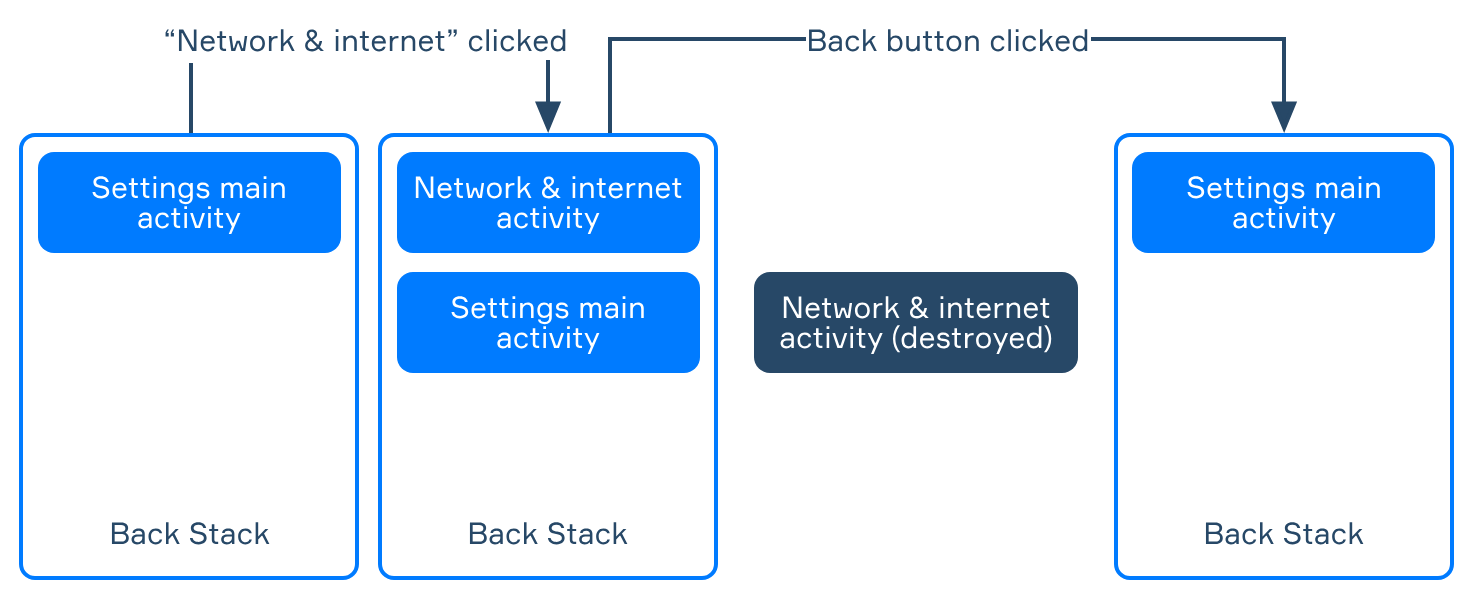 “Network & internet” clicked
Back button clicked
Settings main
activity
Back Stack
Network & internet
activity
Settings main
activity
Back Stack
Network & internet
activity (destroyed)
Settings main
activity
Back Stack